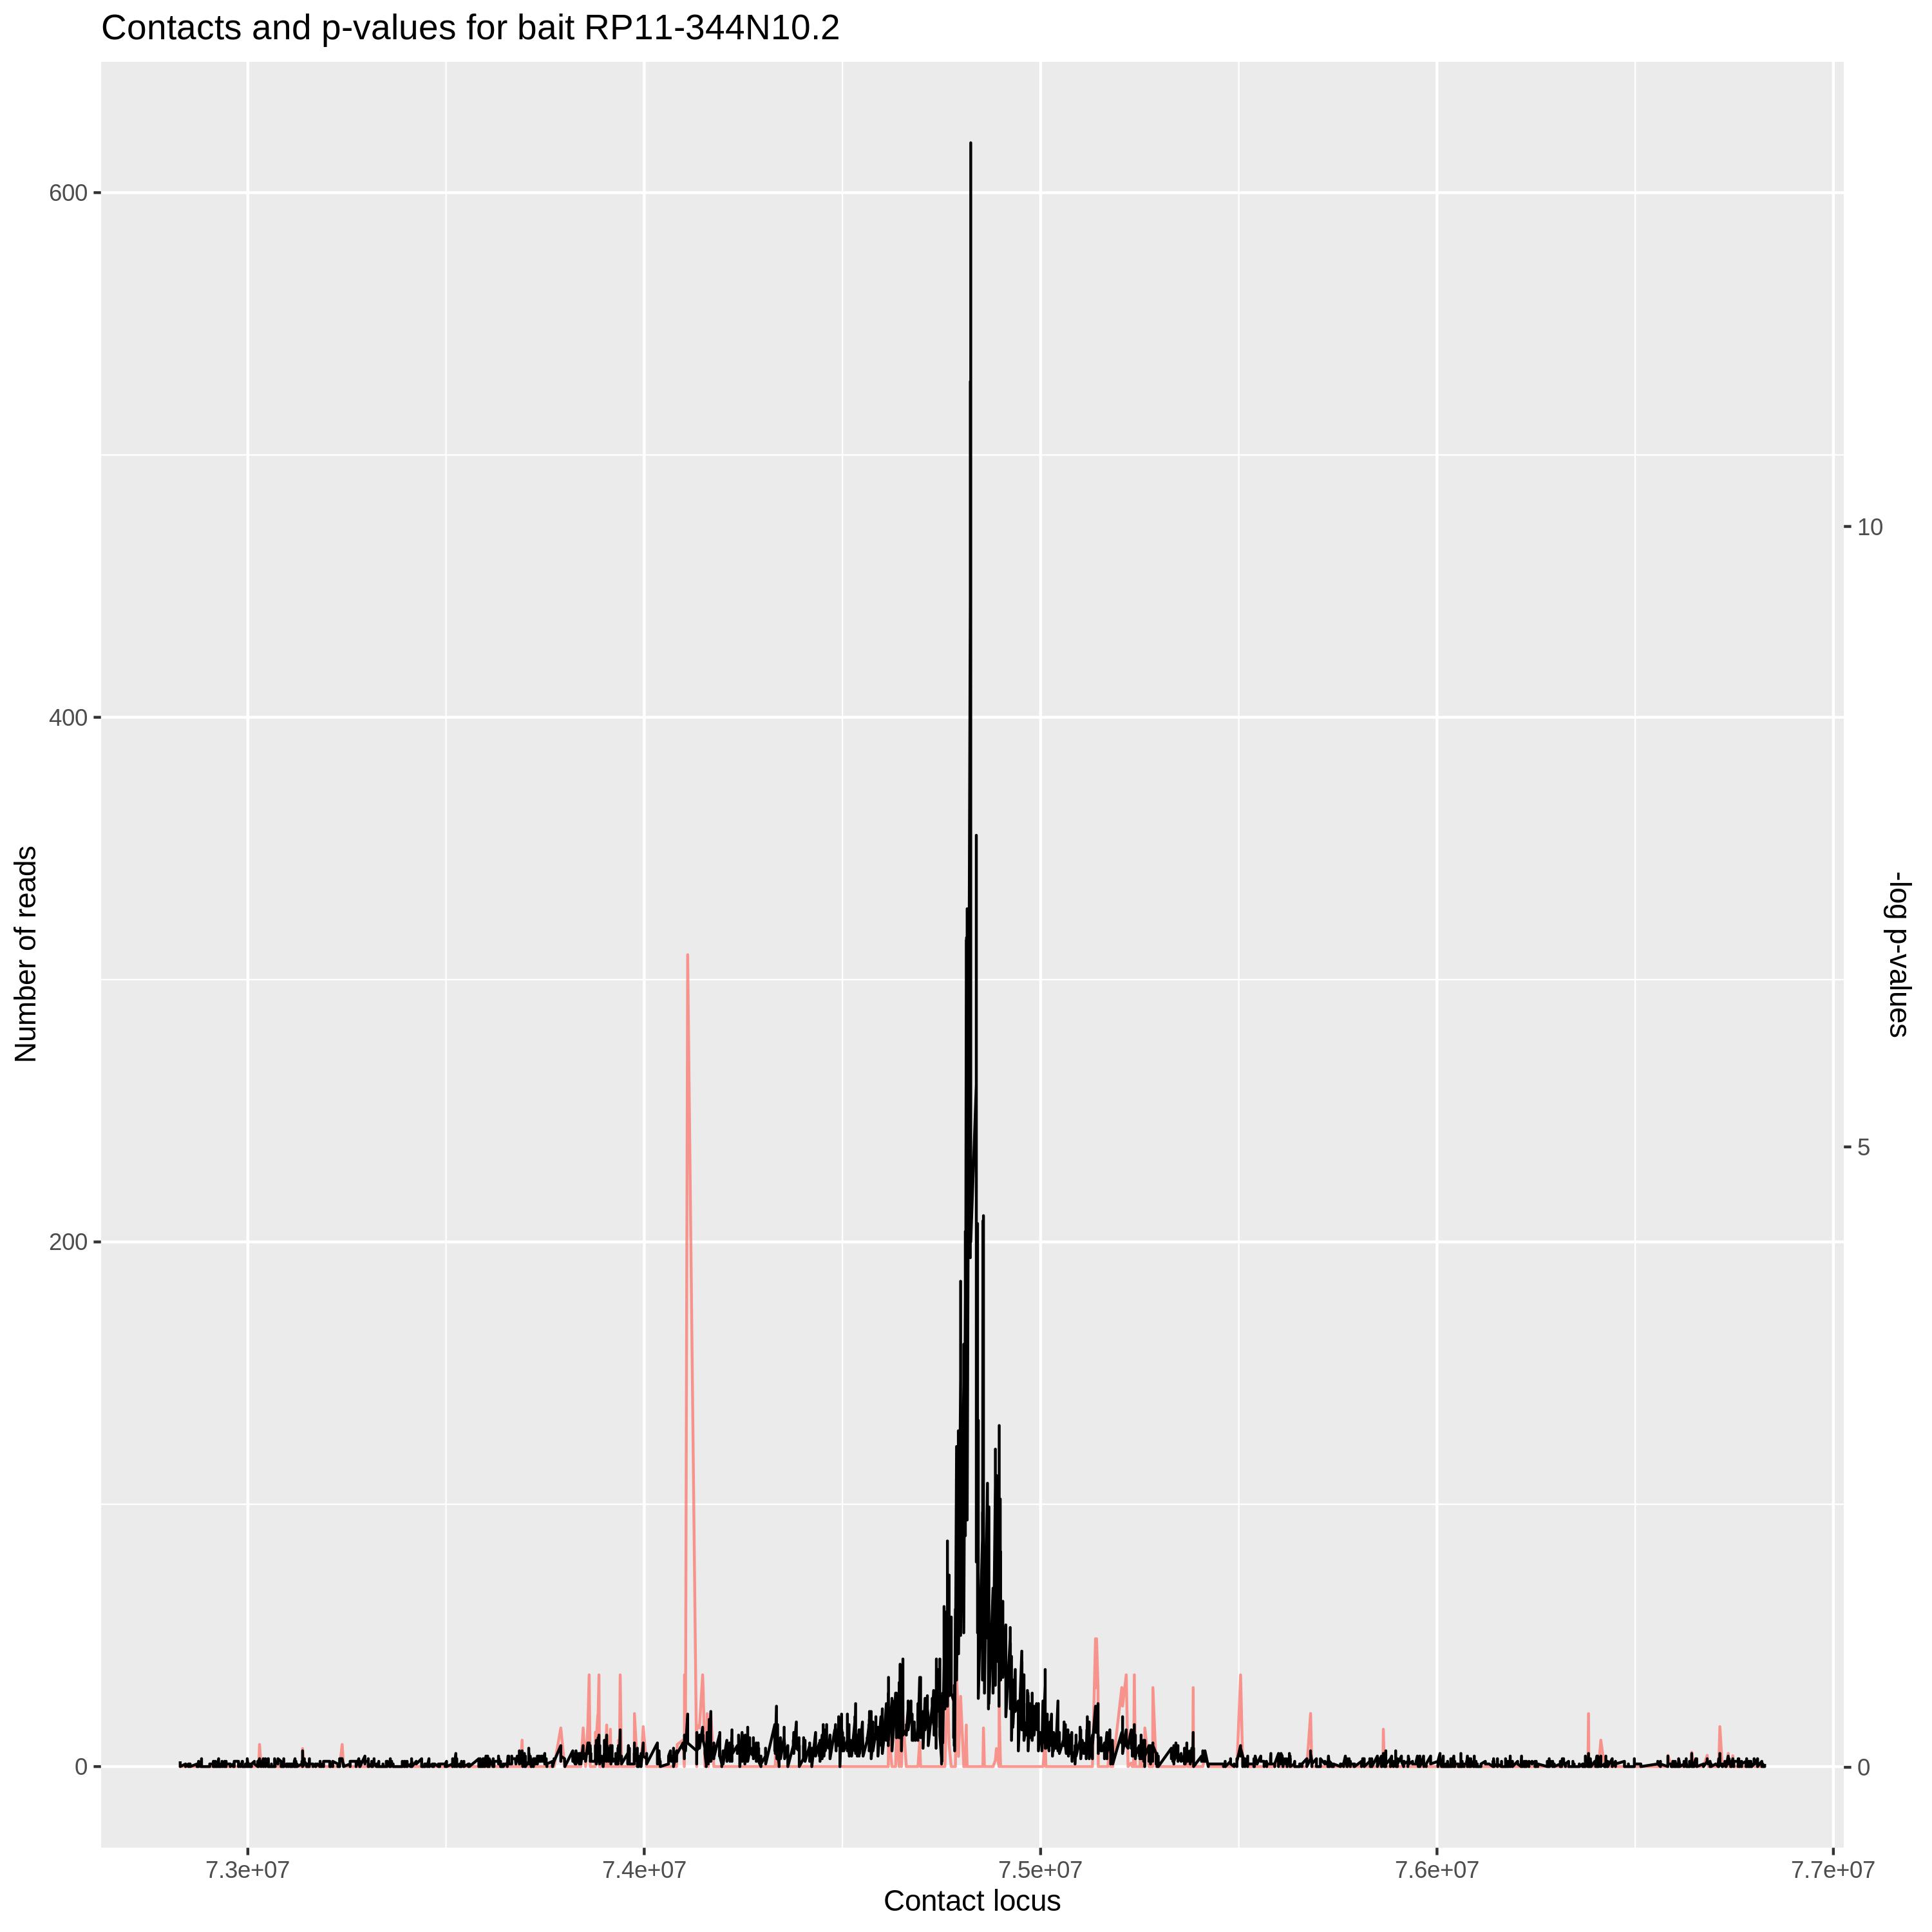 Contacts and p-values for bait RP11-344N10.2
600
400
200
0
Number of reads
10
5
0
-log p-values
7.3e+07
7.4e+07
7.5e+07
7.6e+07
7.7e+07
Contact locus